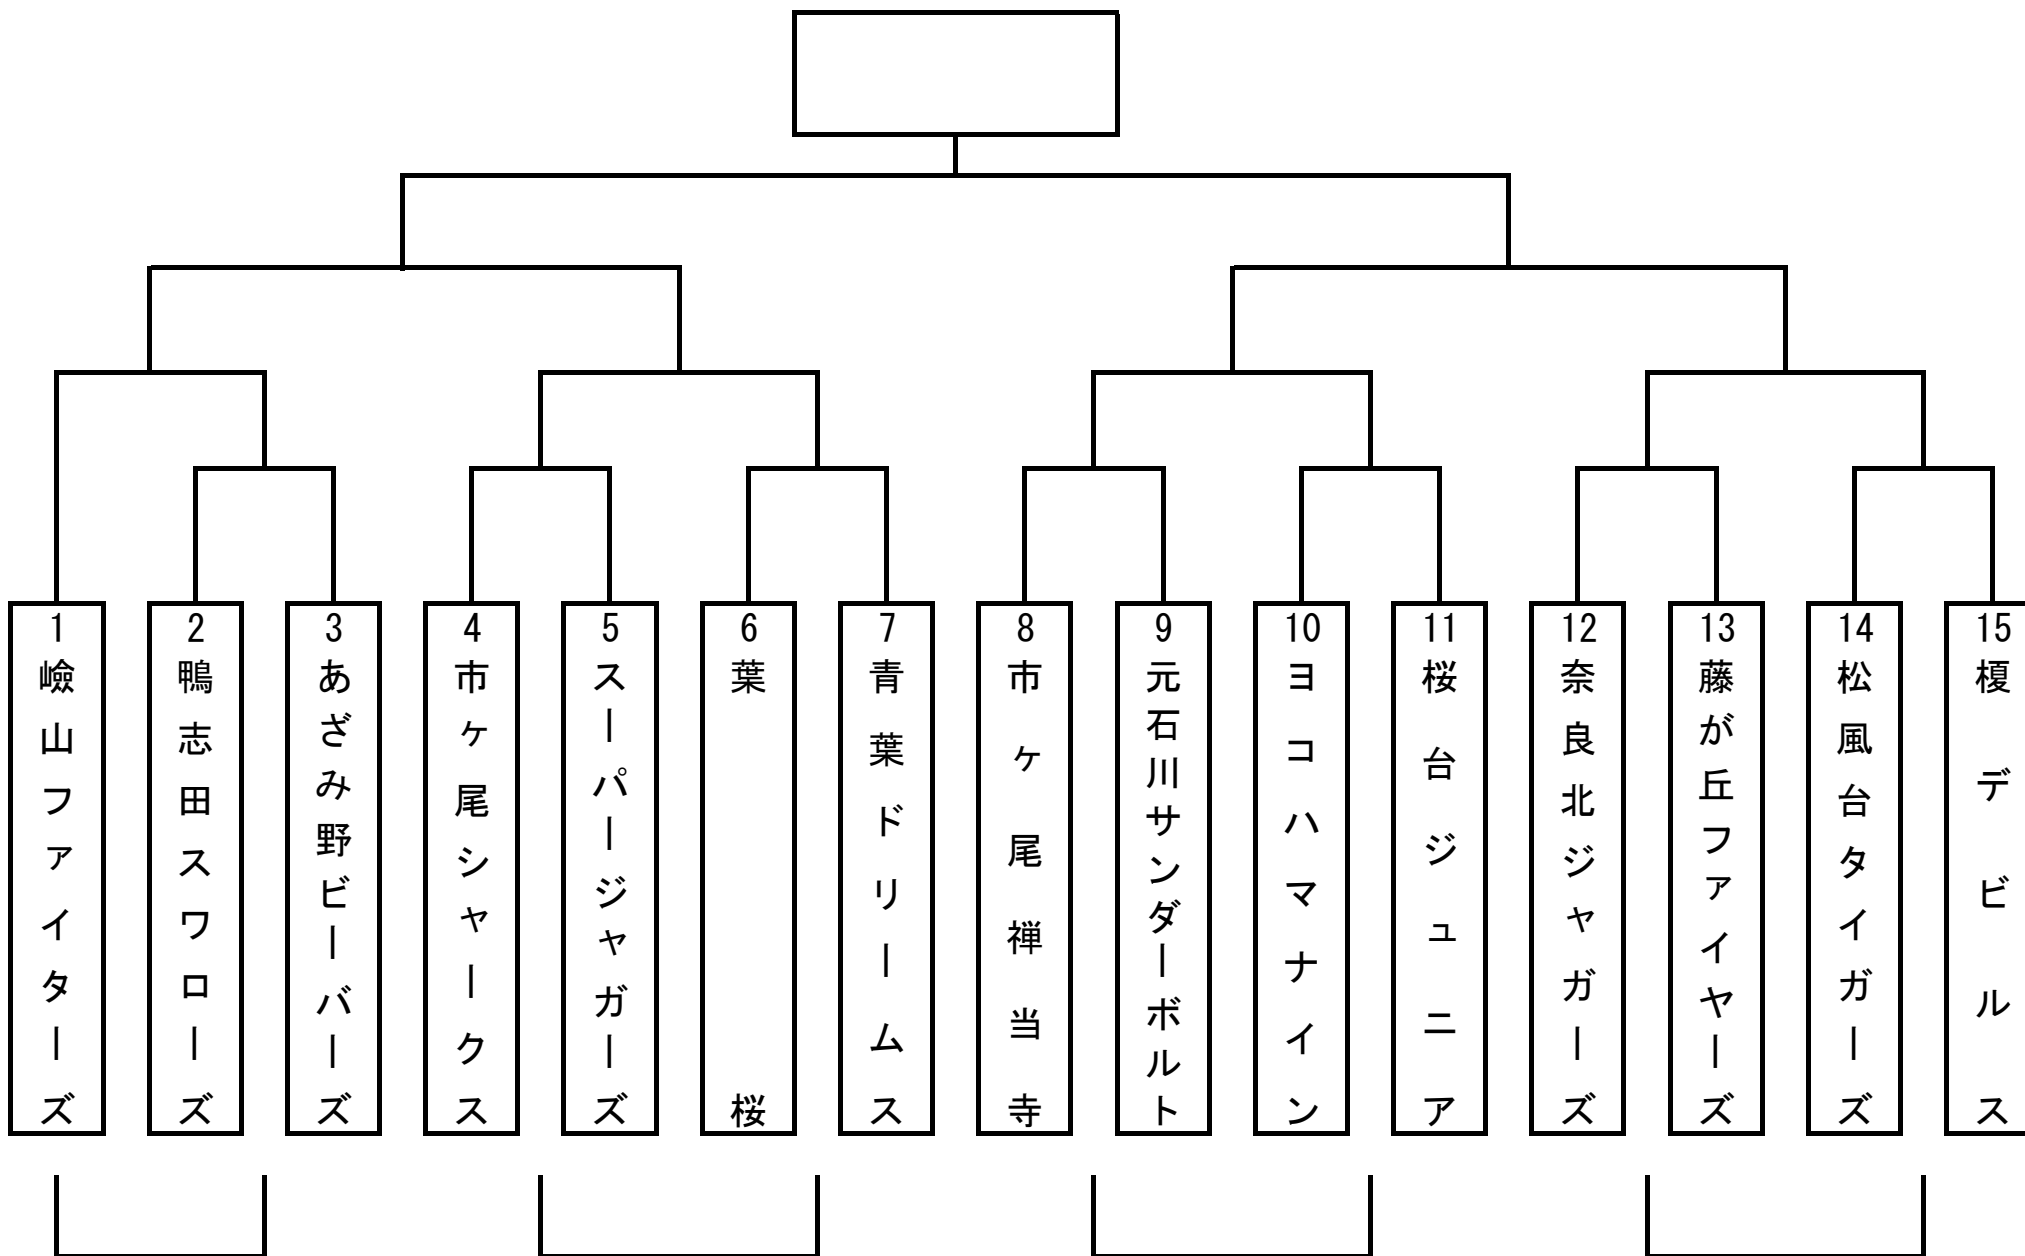 1 嶮山ファイターズ
2 鴨志田スワローズ
3 あざみ野ビーバーズ
4 市ヶ尾シャークス
5 スーパージャガーズ
6 葉桜
7 青葉ドリームス
8 市ヶ尾禅当寺
9 元石川サンダーボルト
10 ヨコハマナイン
11 桜台ジュニア
12 奈良北ジャガーズ
13 藤が丘ファイヤーズ
14 松風台タイガーズ
15 榎デビルス